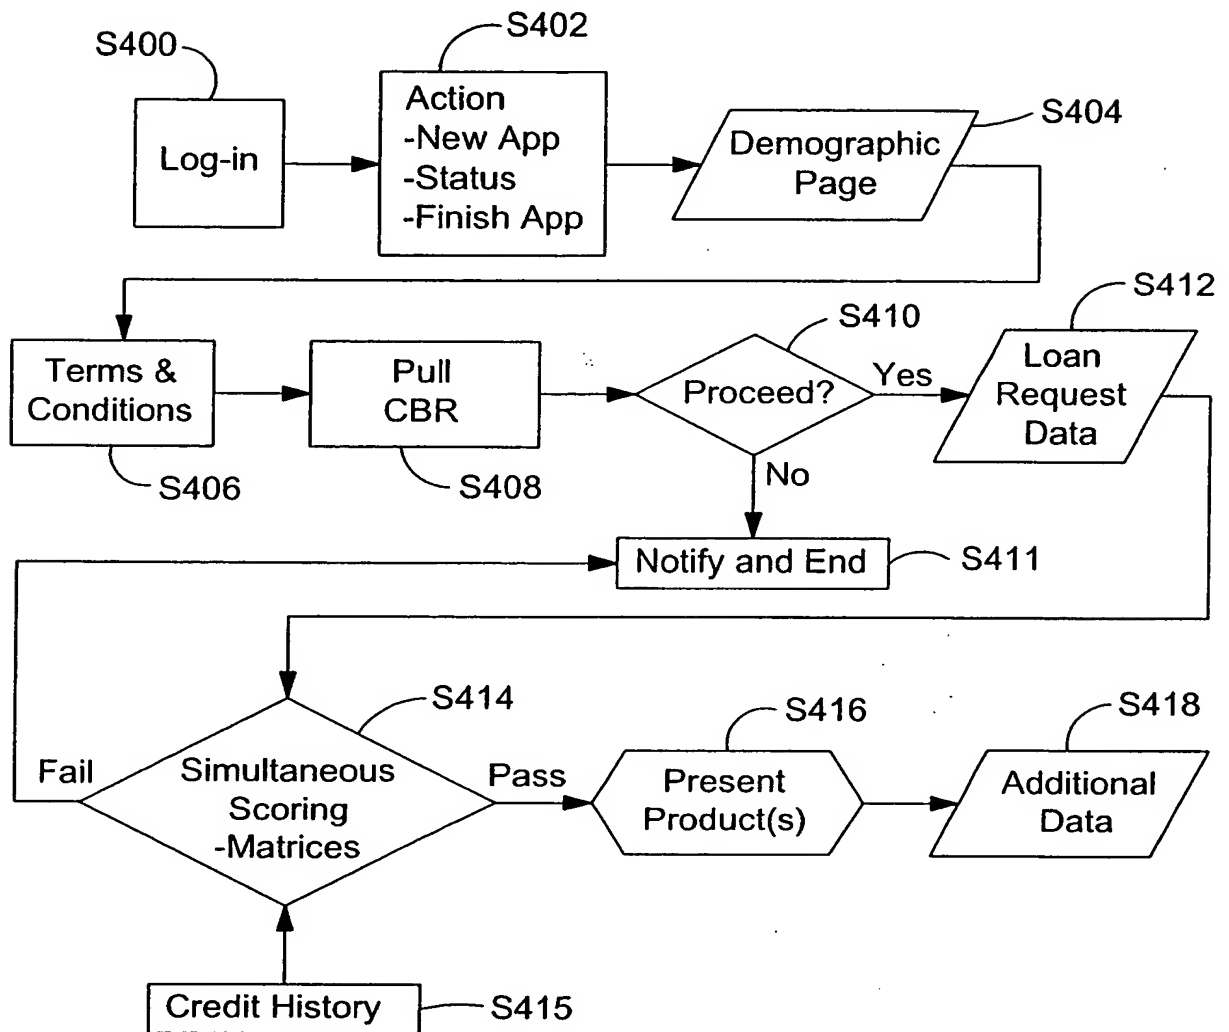 S400
S402
Log-in
Action
-New App
-Status
-Finish App
S404
Demographic
Page
S412
S410
Terms &
Conditions
Pull
CBR
Proceed?
Yes
Loan
Request
Data
S406
S408
No
Notify and End
S411
S414
S416
S418
Fail
Simultaneous
Scoring
-Matrices
Pass
Present
Product(s)
Additional
Data
Credit History
S415